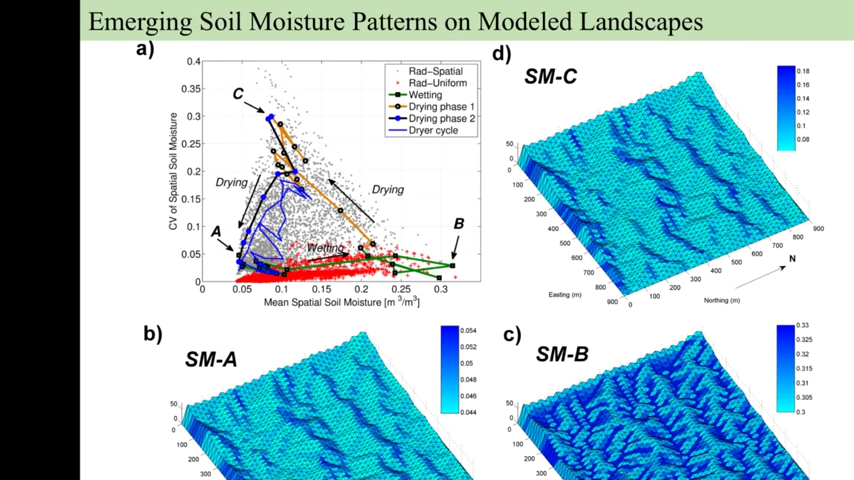 Emerging Soil Moisture Patterns on Modeled Landscapes
a)
0.4
0.35
0.3
0.25
0.2
0.15
0.1
0.05
0
CV of Spatial Soil Moisture
0 0.05 0.1 0.15 0.2 0.25 0.3
Mean Spatial Soil Moisture [m³/m³]
Rad-Spatial
Rad-Uniform
Wetting
Drying phase 1
Drying phase 2
Dryer cycle
C
Drying
Drying
A
B
Wetting
d)
SM-C
0.18
0.16
0.14
0.12
0.1
0.08
50
0
0
100
200
300
400
500
600
700
800
900
0 100 200 300 400 500 600 700 800 900
Easting (m)
Northing (m)
N
b)
SM-A
0.054
0.052
0.05
0.048
0.046
0.044
50
0
0
100
200
300
c)
SM-B
0.33
0.325
0.32
0.315
0.31
0.305
0.3
50
0
0
100
200
300